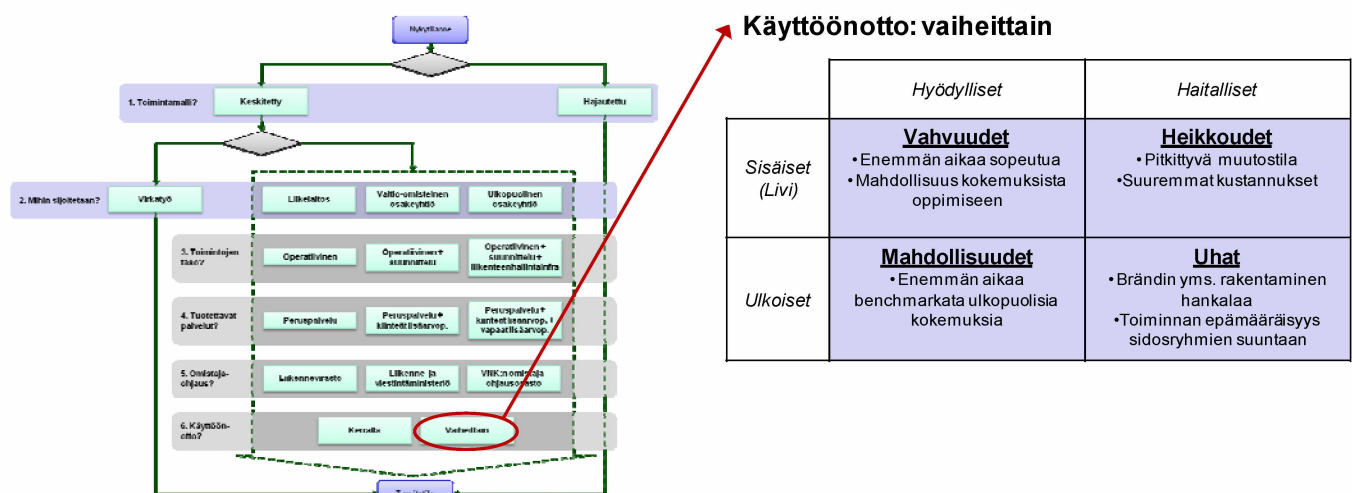 Nykytilanne
1. Toimintamalli?
Keskitetty
Hajautettu
2. Mihin sijoitetaan?
Virkatyö
Liikelaitos
Valtio-omisteinen
osakeyhtiö
Ulkopuolinen
osakeyhtiö
3. Toimintojen
taso?
Operatiivinen
Operatiivinen +
suunnittelu
Operatiivinen +
suunnittelu +
liikenteenhallintainfra
4. Tuotettavat
palvelut?
Peruspalvelu
Peruspalvelu +
kiinteät lisäarvop.
Peruspalvelu +
vapaat lisäarvop.
5. Omistaja-
ohjaus?
Liikennevirasto
Liikenne ja
viestintäministeriö
VNK:n omistaja
ohjausosasto
6. Käyttöön-
otto?
Kerralla
Vaiheittain
Käyttöönotto: vaiheittain
Hyödylliset
Haitalliset
Sisäiset
(Livi)
Vahvuudet
• Enemmän aikaa sopeutua
• Mahdollisuus kokemuksista
oppimiseen
Heikkoudet
• Pitkittyvä muutostila
• Suuremmat kustannukset
Ulkoiset
Mahdollisuudet
• Enemmän aikaa
benchmarkata ulkopuolisia
kokemuksia
Uhat
• Brändin yms. rakentaminen
hankalaa
• Toiminnan epämääräisyys
sidosryhmien suuntaan